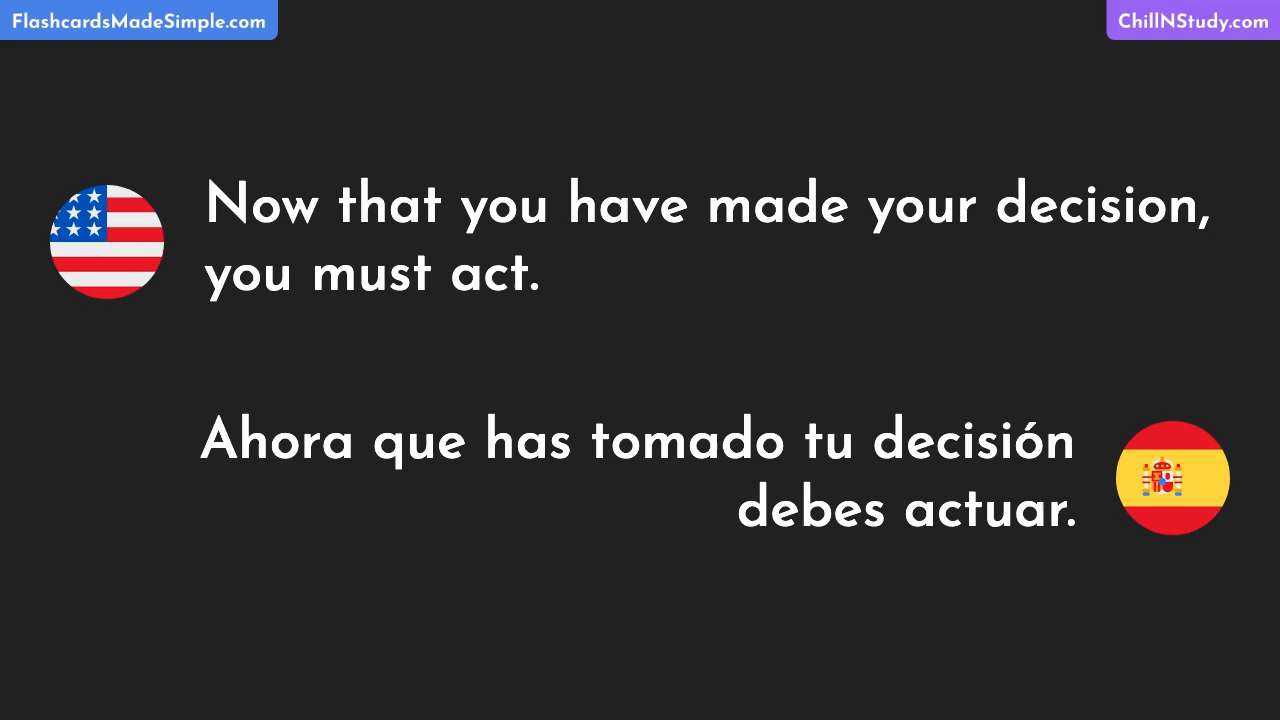 FlashcardsMadeSimple.com
ChillNStudy.com
Now that you have made your decision,
you must act.
Ahora que has tomado tu decisión
debes actuar.